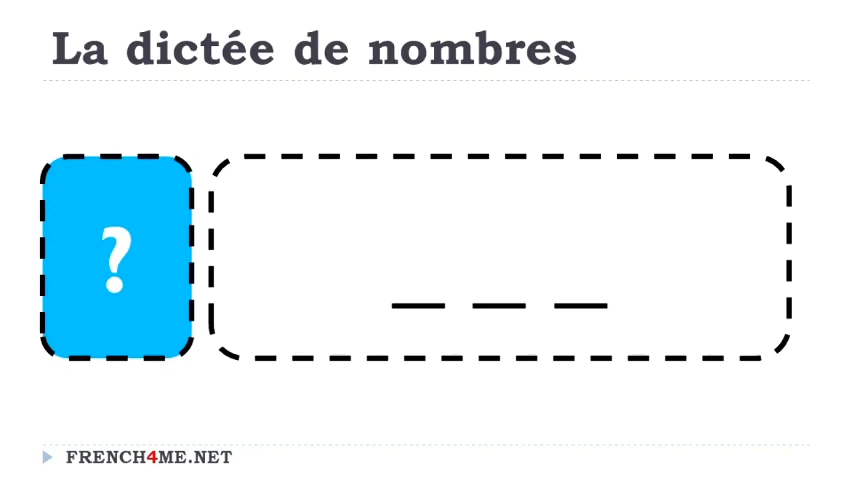 La dictée de nombres
?
_ _ _
FRENCH4ME.NET